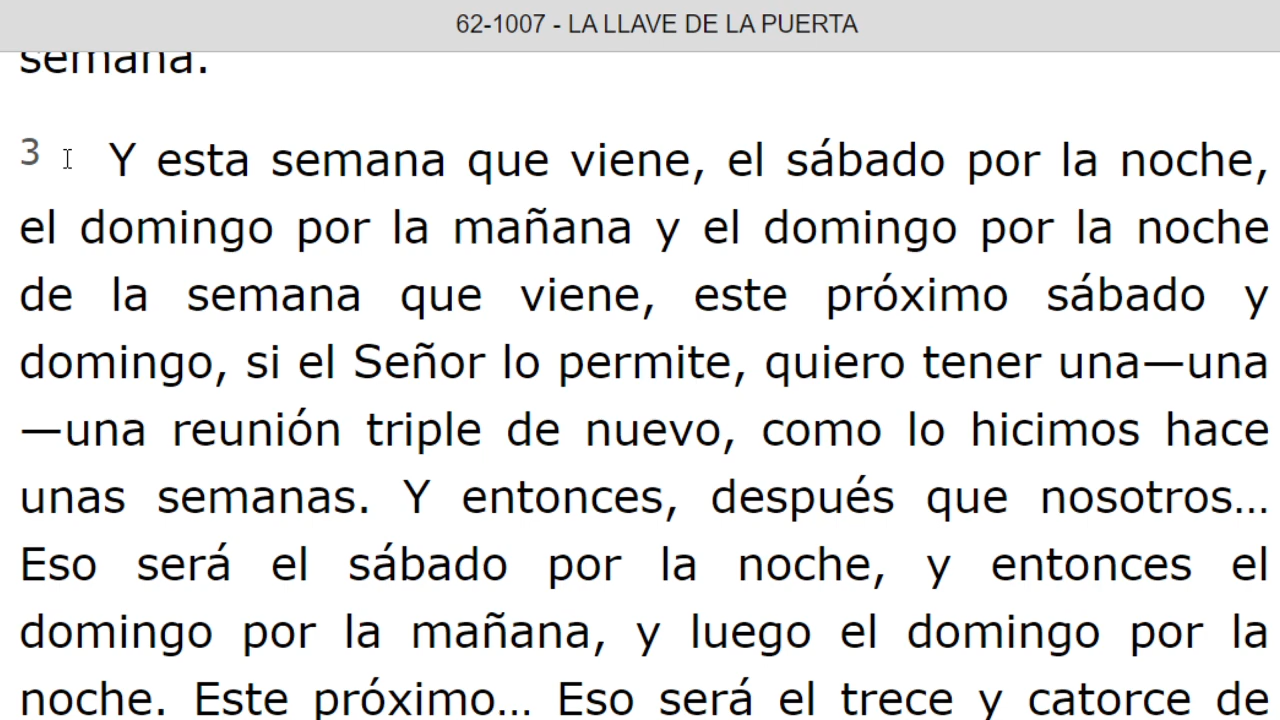 62-1007 - LA LLAVE DE LA PUERTA
semana.
3 Y esta semana que viene, el sábado por la noche,
el domingo por la mañana y el domingo por la noche
de la semana que viene, este próximo sábado y
domingo, si el Señor lo permite, quiero tener una—una
—una reunión triple de nuevo, como lo hicimos hace
unas semanas. Y entonces, después que nosotros...
Eso será el sábado por la noche, y entonces el
domingo por la mañana, y luego el domingo por la
noche. Este próximo... Eso será el trece y catorce de